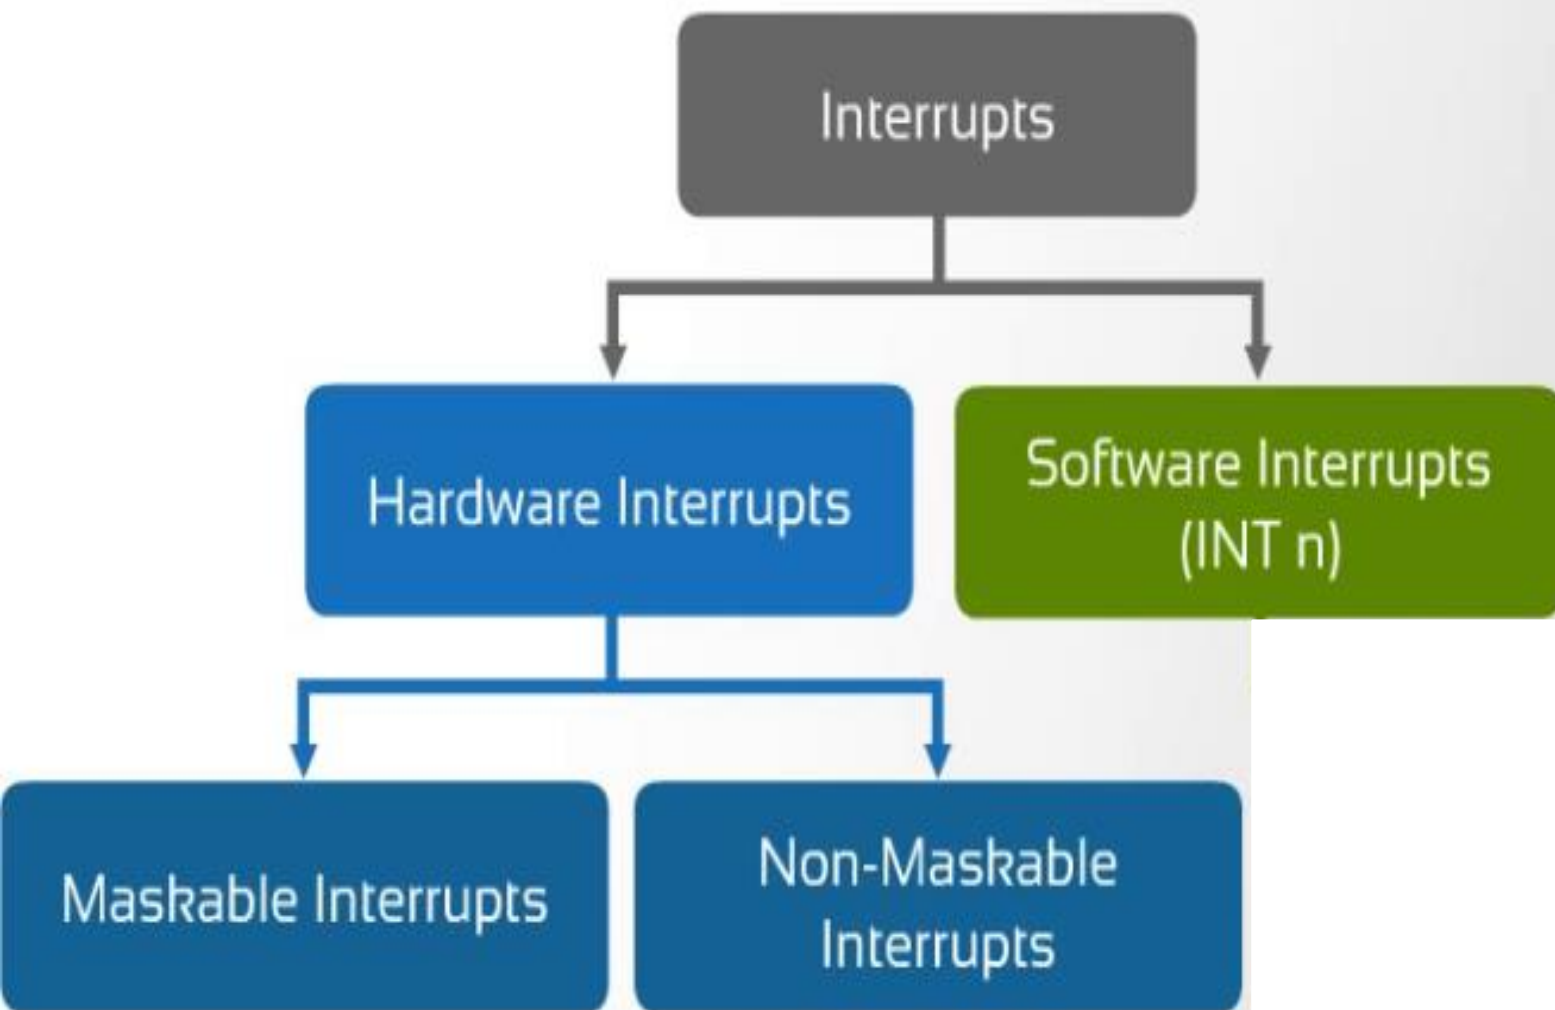 Interrupts
Hardware Interrupts
Software Interrupts
(INT n)
Maskable Interrupts
Non-Maskable
Interrupts